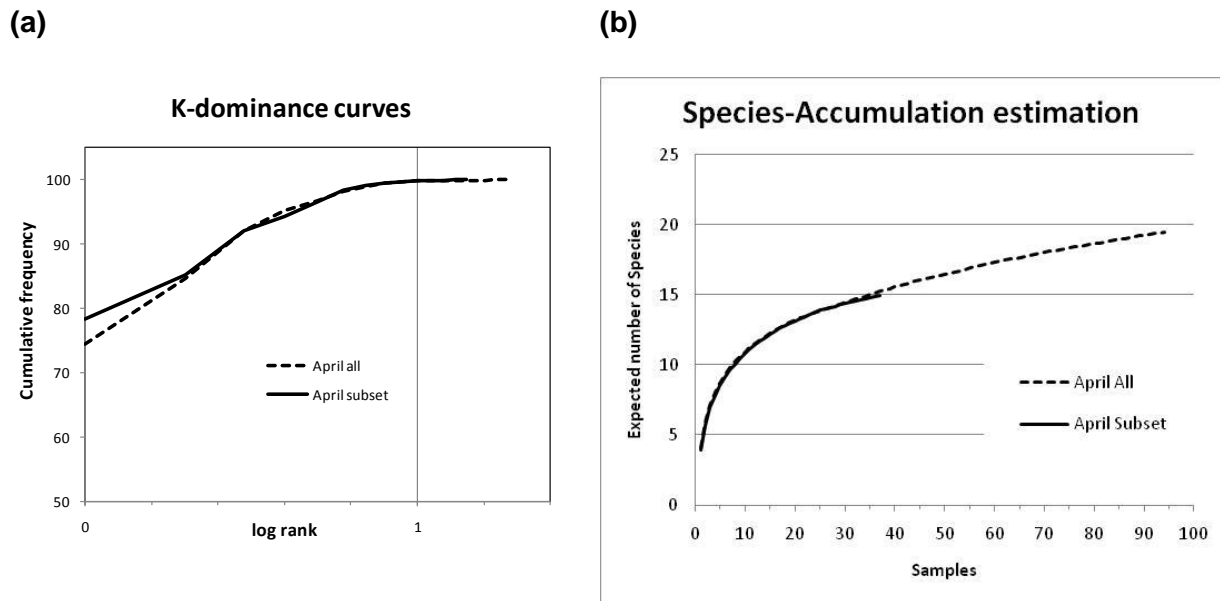 (a)
K-dominance curves
Cumulative frequency
100
90
80
70
60
50
0
1
log rank
April all
April subset
(b)
Species-Accumulation estimation
Expected number of Species
25
20
15
10
5
0
0 10 20 30 40 50 60 70 80 90 100
Samples
April All
April Subset